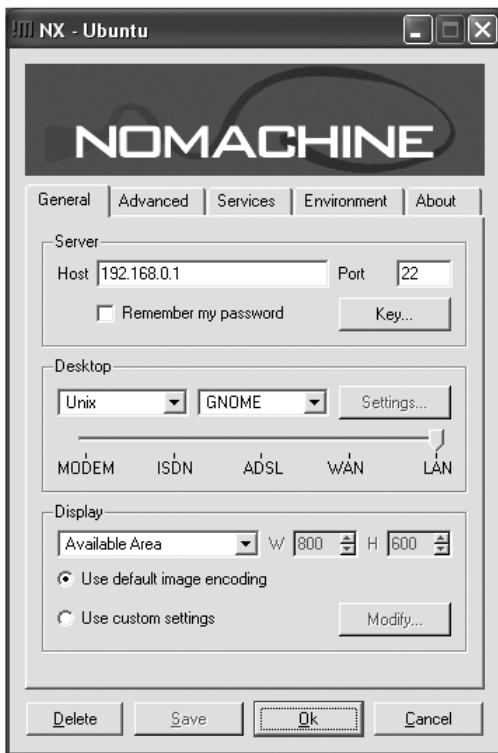 NX - Ubuntu
NOMACHINE
General Advanced Services Environment About
Server
Host 192.168.0.1 Port 22
Remember my password Key...
Desktop
Unix GNOME Settings...
MODEM ISDN ADSL WAN LAN
Display
Available Area W 800 H 600
Use default image encoding
Use custom settings Modify...
Delete Save Ok Cancel